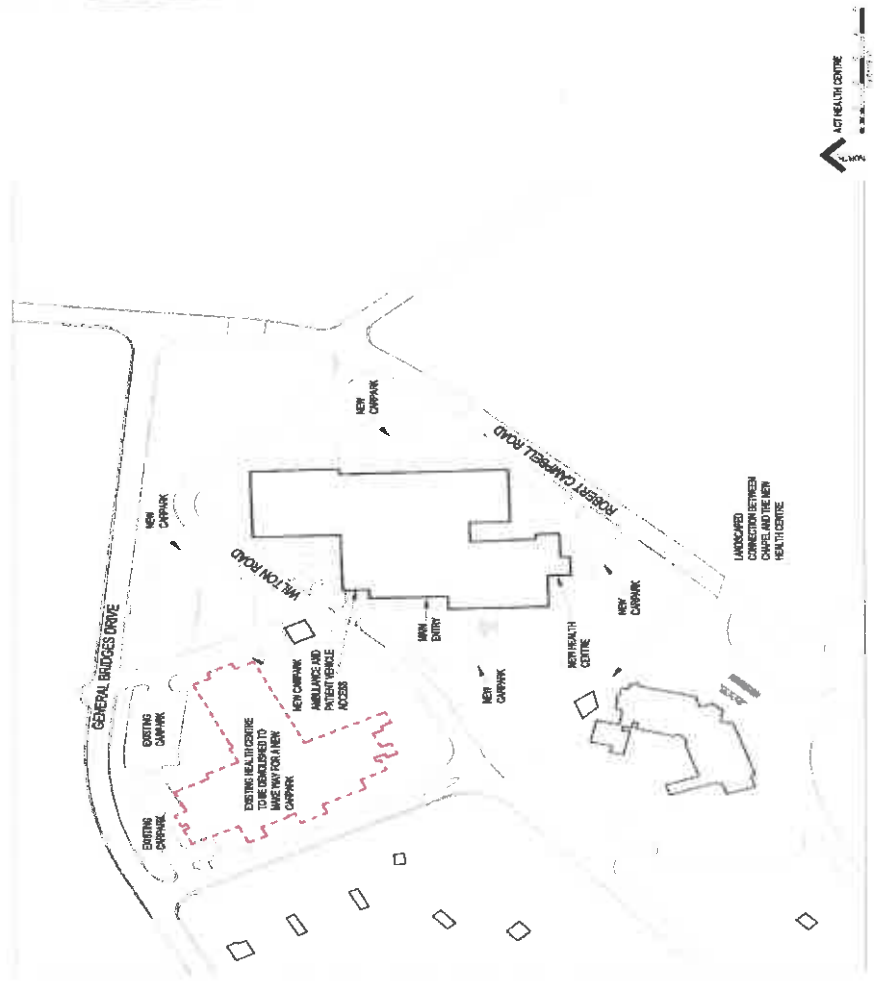 GENERAL BRIDGES DRIVE
EXISTING
CARPARK
EXISTING
CARPARK
EXISTING HEALTH CENTRE
TO BE DEMOLISHED TO
MAKE WAY FOR A NEW
CARPARK
NEW
CARPARK
WILTON ROAD
NEW CARPARK
AMBULANCE AND
PATIENT VEHICLE
ACCESS
MAIN
ENTRY
NEW
CARPARK
NEW
CARPARK
ROBERT CAMPBELL ROAD
NEW HEALTH
CENTRE
NEW
CARPARK
LANDSCAPED
CONNECTION BETWEEN
CHAPEL AND THE NEW
HEALTH CENTRE
NORTH
ACT HEALTH CENTRE